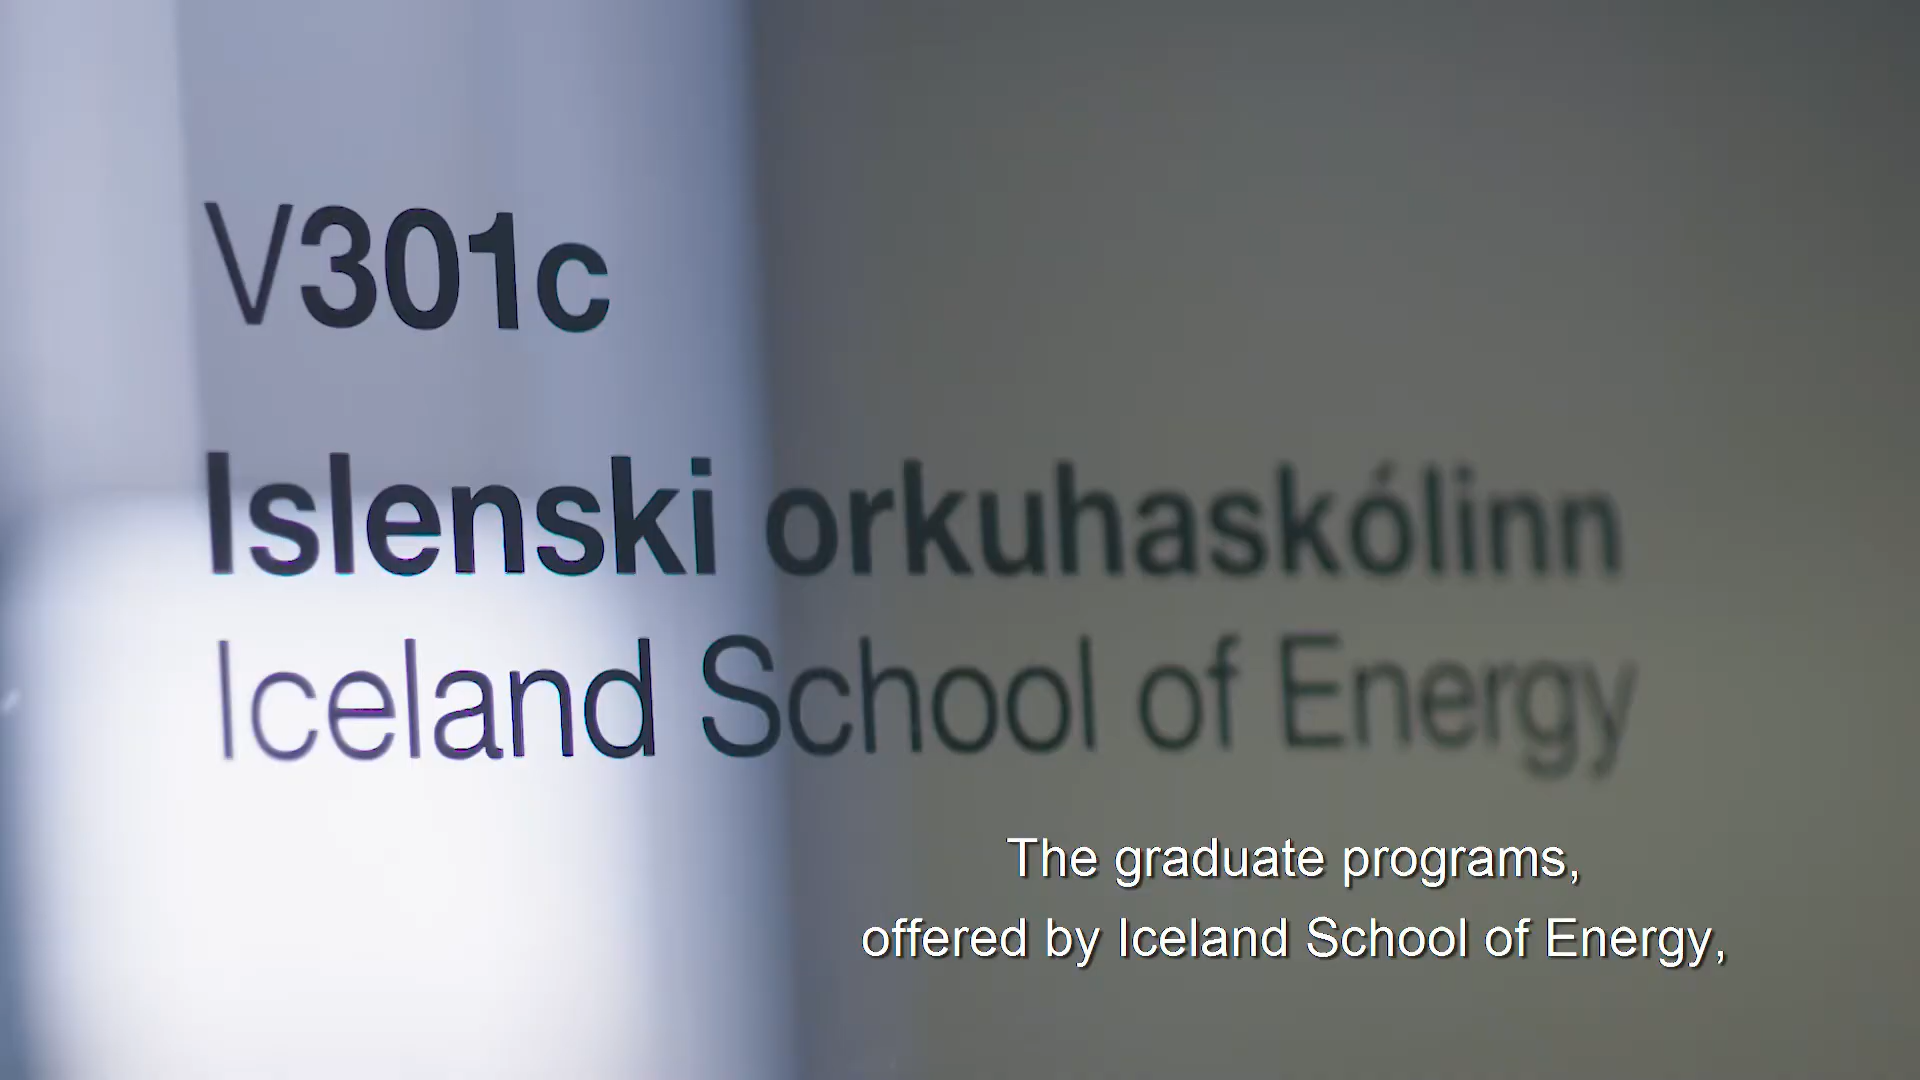 V301c
Islenski orkuhaskólinn
Iceland School of Energy
The graduate programs,
offered by Iceland School of Energy,